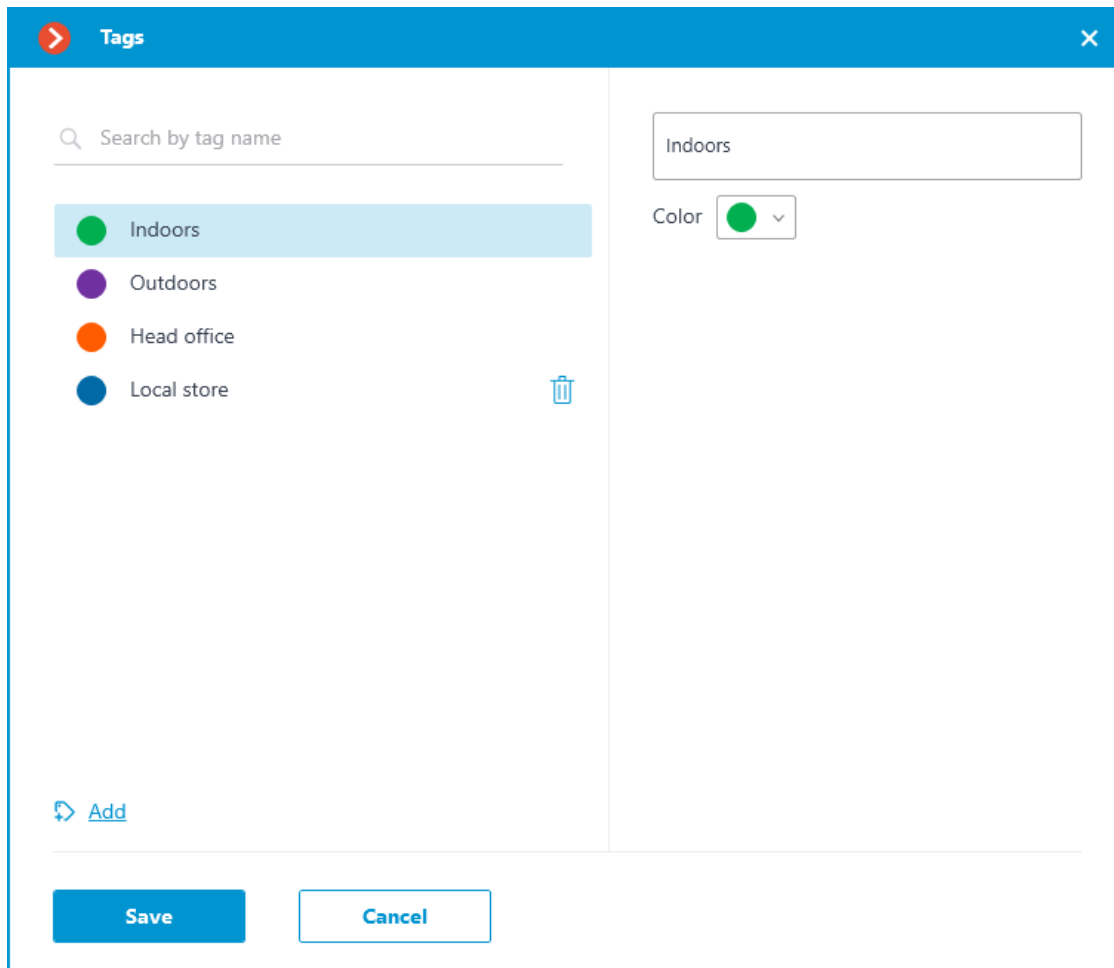 Tags
Search by tag name
Indoors
Outdoors
Head office
Local store
Add
Indoors
Color
Save
Cancel